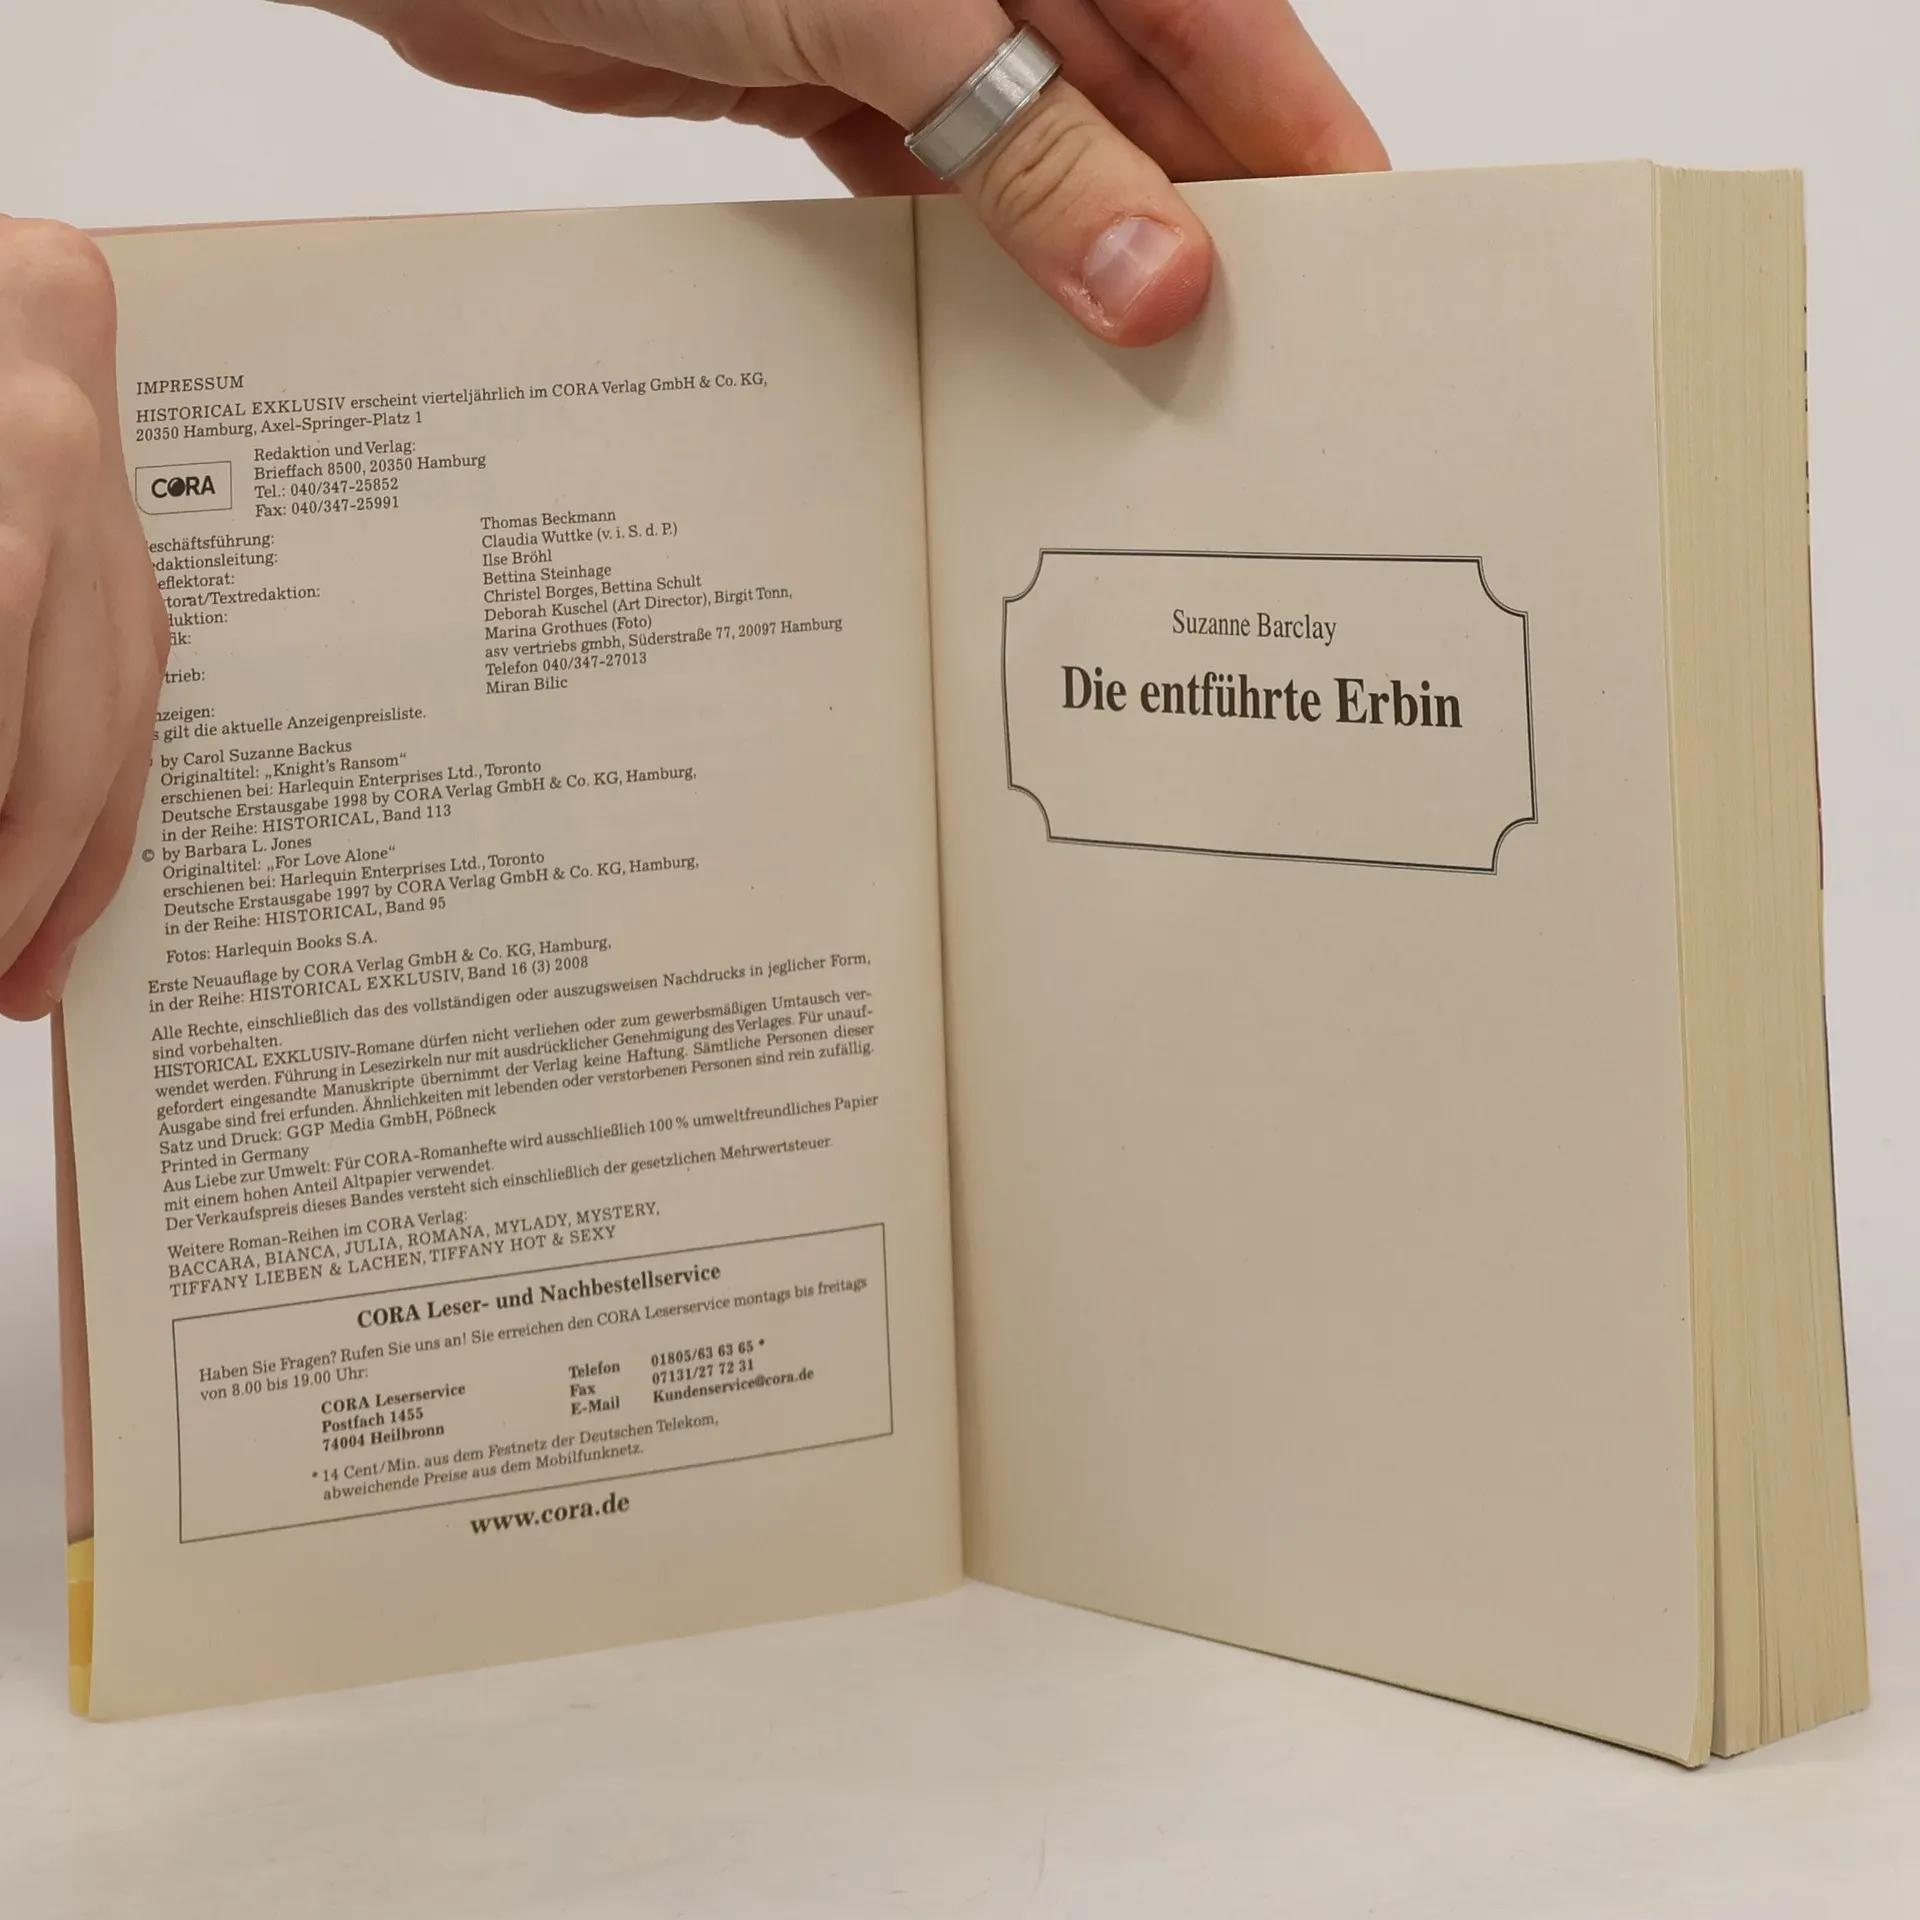 IMPRESSUM
HISTORICAL EXKLUSIV erscheint vierteljährlich im CORA Verlag GmbH & Co. KG,
20350 Hamburg, Axel-Springer-Platz 1
CORA
Redaktion und Verlag:
Brieffach 8500, 20350 Hamburg
Tel.: 040/347-25852
Fax: 040/347-25991
eschäftsführung:
daktionsleitung:
eflektorat:
torat/Textredaktion:
luktion:
ik:
trieb:
nzeigen:
Thomas Beckmann
Claudia Wuttke (v. i. S. d. P.)
Ilse Bröhl
Bettina Steinhage
Christel Borges, Bettina Schult
Deborah Kuschel (Art Director), Birgit Tonn,
Marina Grothues (Foto)
asv vertriebs gmbh, Süderstraße 77, 20097 Hamburg
Telefon 040/347-27013
Miran Bilic
s gilt die aktuelle Anzeigenpreisliste.
by Carol Suzanne Backus
Originaltitel: „Knight's Ransom“
erschienen bei: Harlequin Enterprises Ltd., Toronto
Deutsche Erstausgabe 1998 by CORA Verlag GmbH & Co. KG, Hamburg,
in der Reihe: HISTORICAL, Band 113
© by Barbara L. Jones
Originaltitel: „For Love Alone“
erschienen bei: Harlequin Enterprises Ltd., Toronto
Deutsche Erstausgabe 1997 by CORA Verlag GmbH & Co. KG, Hamburg,
in der Reihe: HISTORICAL, Band 95
Fotos: Harlequin Books S.A.
Erste Neuauflage by CORA Verlag GmbH & Co. KG, Hamburg,
in der Reihe: HISTORICAL EXKLUSIV, Band 16 (3) 2008
Alle Rechte, einschließlich das des vollständigen oder auszugsweisen Nachdrucks in jeglicher Form,
sind vorbehalten.
HISTORICAL EXKLUSIV-Romane dürfen nicht verliehen oder zum gewerbsmäßigen Umtausch ver-
wendet werden. Führung in Lesezirkeln nur mit ausdrücklicher Genehmigung des Verlages. Für unauf-
gefordert eingesandte Manuskripte übernimmt der Verlag keine Haftung. Sämtliche Personen dieser
Ausgabe sind frei erfunden. Ähnlichkeiten mit lebenden oder verstorbenen Personen sind rein zufällig.
Satz und Druck: GGP Media GmbH, Pößneck
Printed in Germany
Aus Liebe zur Umwelt: Für CORA-Romanhefte wird ausschließlich 100 % umweltfreundliches Papier
mit einem hohen Anteil Altpapier verwendet.
Der Verkaufspreis dieses Bandes versteht sich einschließlich der gesetzlichen Mehrwertsteuer.
Weitere Roman-Reihen im CORA Verlag:
BACCARA, BIANCA, JULIA, ROMANA, MYLADY, MYSTERY,
TIFFANY LIEBEN & LACHEN, TIFFANY HOT & SEXY
CORA Leser- und Nachbestellservice
Haben Sie Fragen? Rufen Sie uns an! Sie erreichen den CORA Leserservice montags bis freitags
von 8.00 bis 19.00 Uhr:
CORA Leserservice
Postfach 1455
74004 Heilbronn
Telefon 01805/63 63 65 *
Fax 07131/27 72 31
E-Mail Kundenservice@cora.de
* 14 Cent/Min. aus dem Festnetz der Deutschen Telekom,
abweichende Preise aus dem Mobilfunknetz.
www.cora.de
Suzanne Barclay
Die entführte Erbin